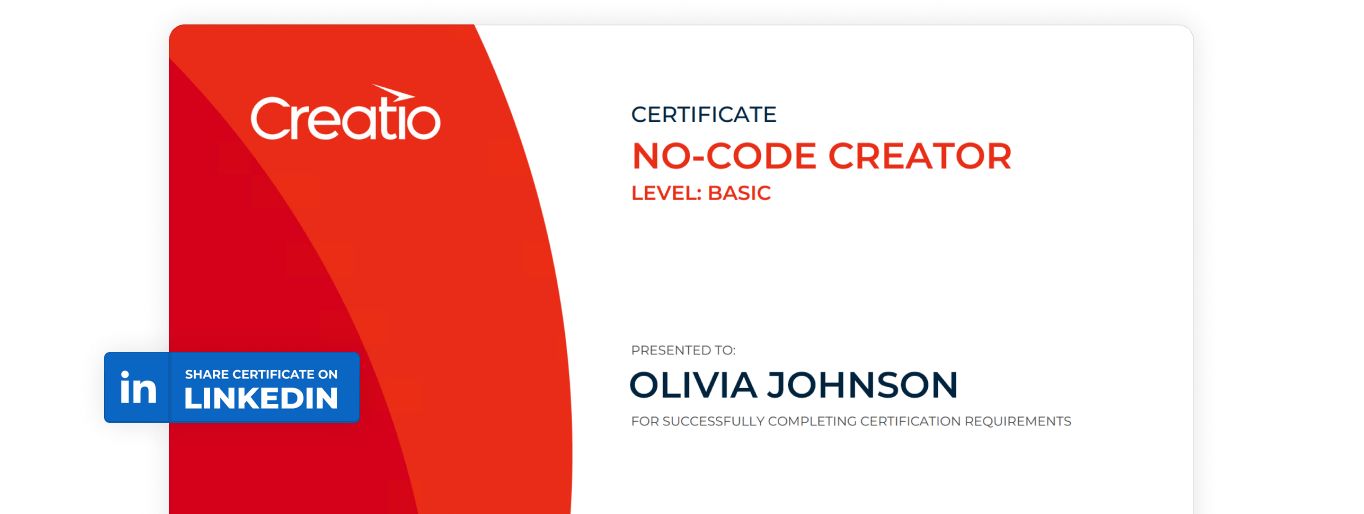 Creatio
CERTIFICATE
NO-CODE CREATOR
LEVEL: BASIC
PRESENTED TO:
OLIVIA JOHNSON
FOR SUCCESSFULLY COMPLETING CERTIFICATION REQUIREMENTS
in
SHARE CERTIFICATE ON
LINKEDIN